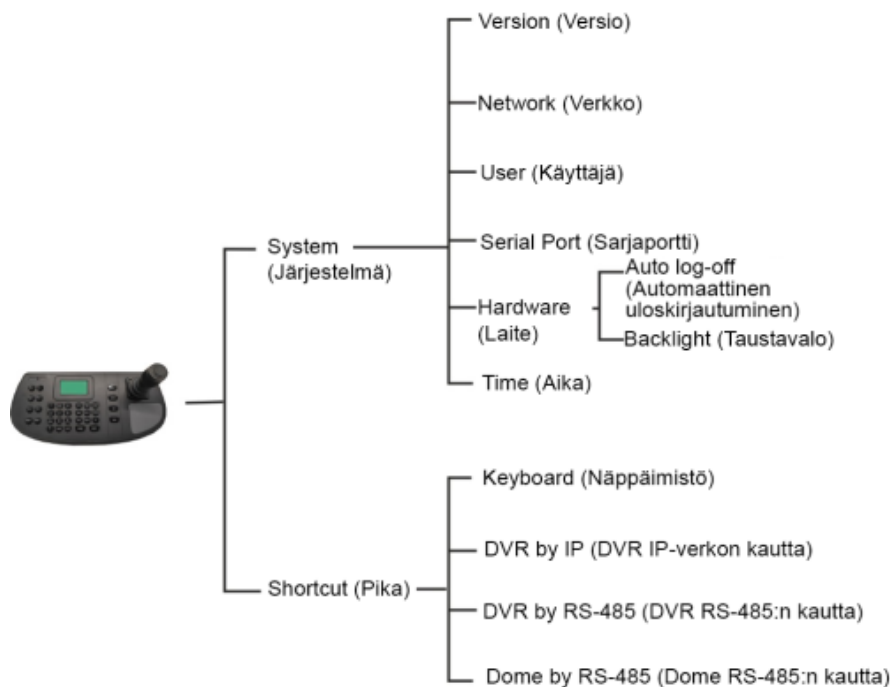 Version (Versio)
Network (Verkko)
User (Käyttäjä)
System
(Järjestelmä)
Serial Port (Sarjaportti)
Auto log-off
(Automaattinen
uloskirjautuminen)
Hardware
(Laite)
Backlight (Taustavalo)
Time (Aika)
Keyboard (Näppäimistö)
DVR by IP (DVR IP-verkon kautta)
Shortcut (Pika)
DVR by RS-485 (DVR RS-485:n kautta)
Dome by RS-485 (Dome RS-485:n kautta)